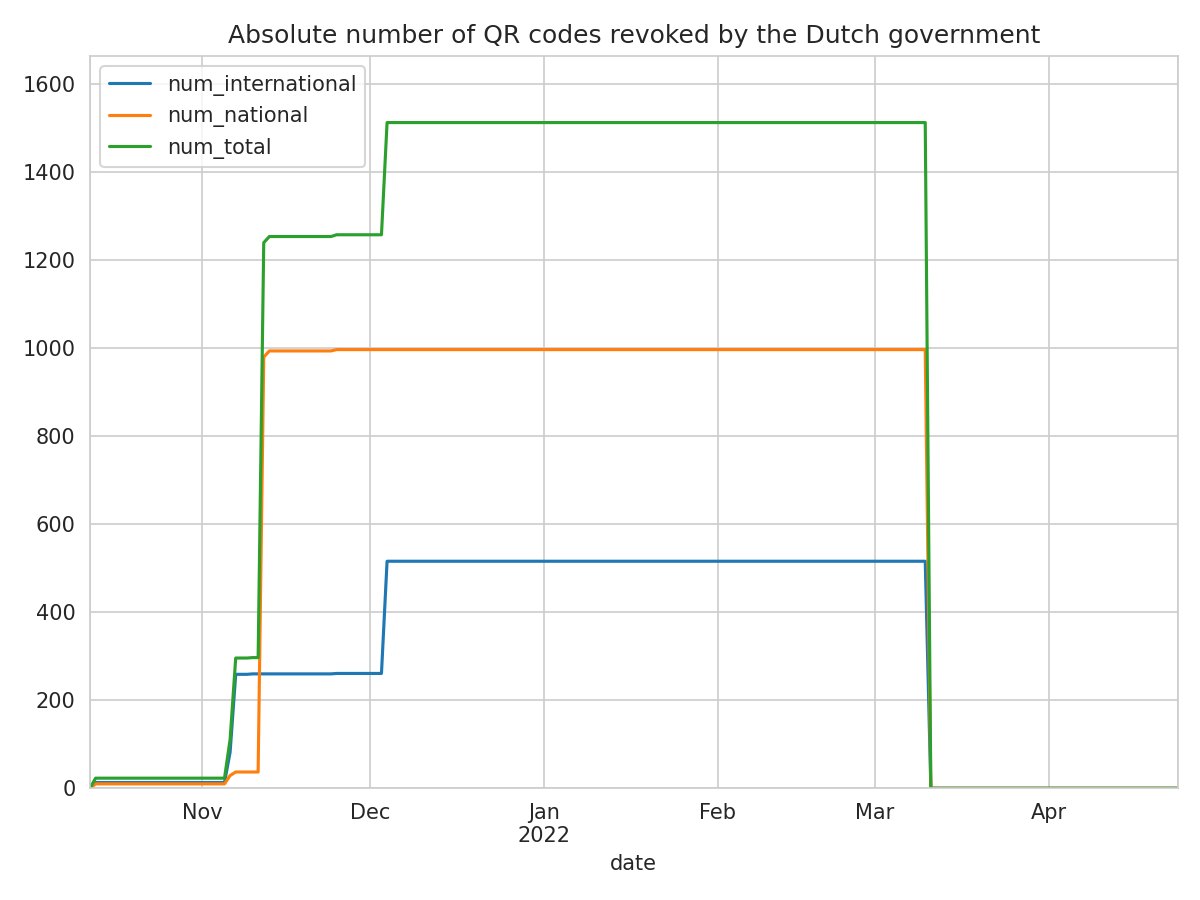 Absolute number of QR codes revoked by the Dutch government
num_international
num_national
num_total
1600
1400
1200
1000
800
600
400
200
0
Nov
Dec
Jan
2022
Feb
Mar
Apr
date